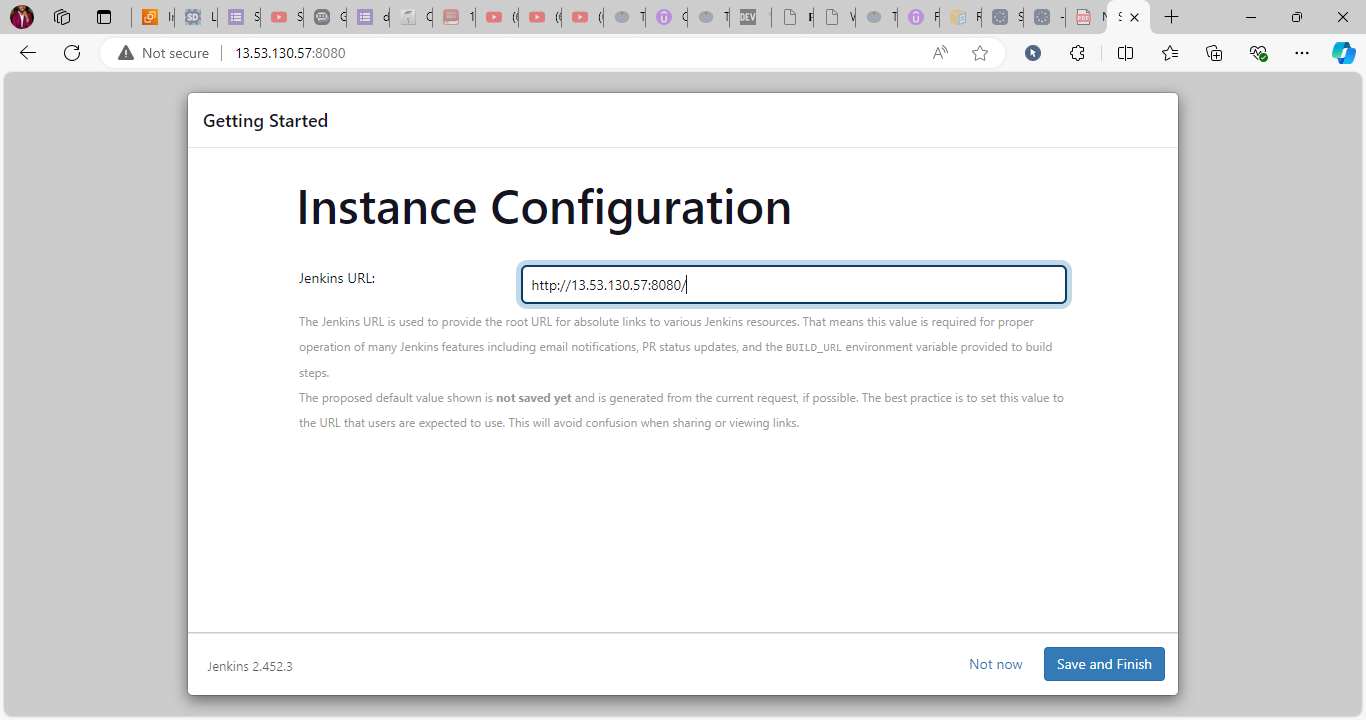 Not secure
13.53.130.57:8080
Getting Started
Instance Configuration
Jenkins URL:
http://13.53.130.57:8080/
The Jenkins URL is used to provide the root URL for absolute links to various Jenkins resources. That means this value is required for proper
operation of many Jenkins features including email notifications, PR status updates, and the BUILD_URL environment variable provided to build
steps.
The proposed default value shown is not saved yet and is generated from the current request, if possible. The best practice is to set this value to
the URL that users are expected to use. This will avoid confusion when sharing or viewing links.
Jenkins 2.452.3
Not now
Save and Finish